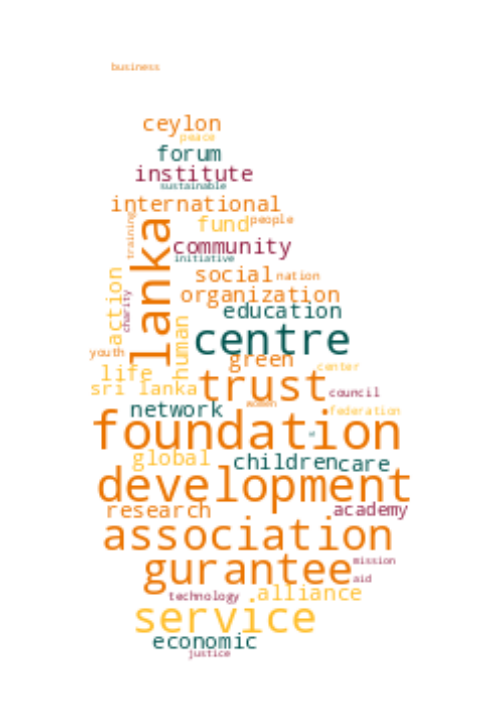 business
ceylon
peace
forum
institute
sustainable
international
training
fund people
lanka
community
initiative
social nation
action
charity
organization
education
human
centre
youth
green
life
center
sri lanka
trust
council
women
network
federation
foundation
global
children care
development
research
academy
association
gurantee
mission
aid
technology
alliance
service
economic
justice